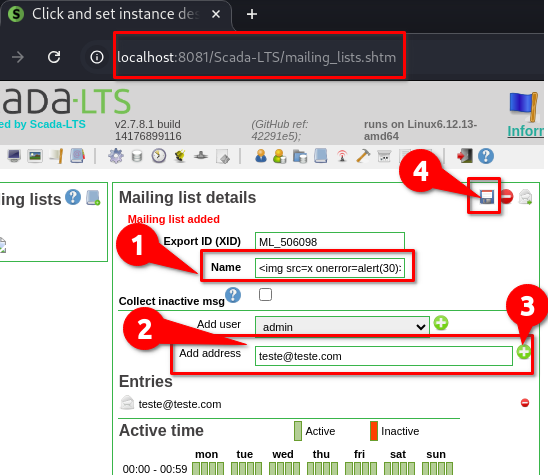 Click and set instance des
localhost:8081/Scada-LTS/mailing_lists.shtm
cada-LTS
ed by Scada-LTS
v2.7.8.1 build
14176899116
(GitHub ref:
42291e5);
runs on Linux6.12.13-
amd64
Inform
4
ing lists
Mailing list details
Mailing list added
1
Export ID (XID) ML_506098
Name <img src=x onerror=alert(30)>
Collect inactive msg
2
3
Add user admin
Add address teste@teste.com
Entries
teste@teste.com
Active time Active Inactive
mon tue wed thu fri sat sun
00:00 - 00:59